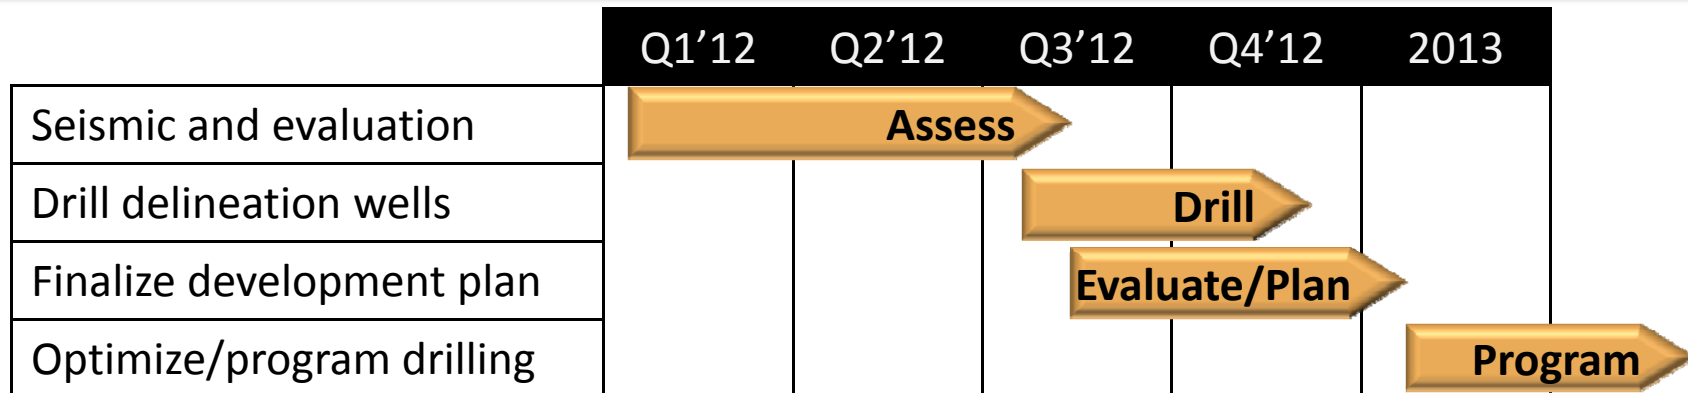 Q1’12 Q2’12 Q3’12 Q4’12 2013
Seismic and evaluation Assess
Drill delineation wells Drill
Finalize development plan Evaluate/Plan
Optimize/program drilling Program